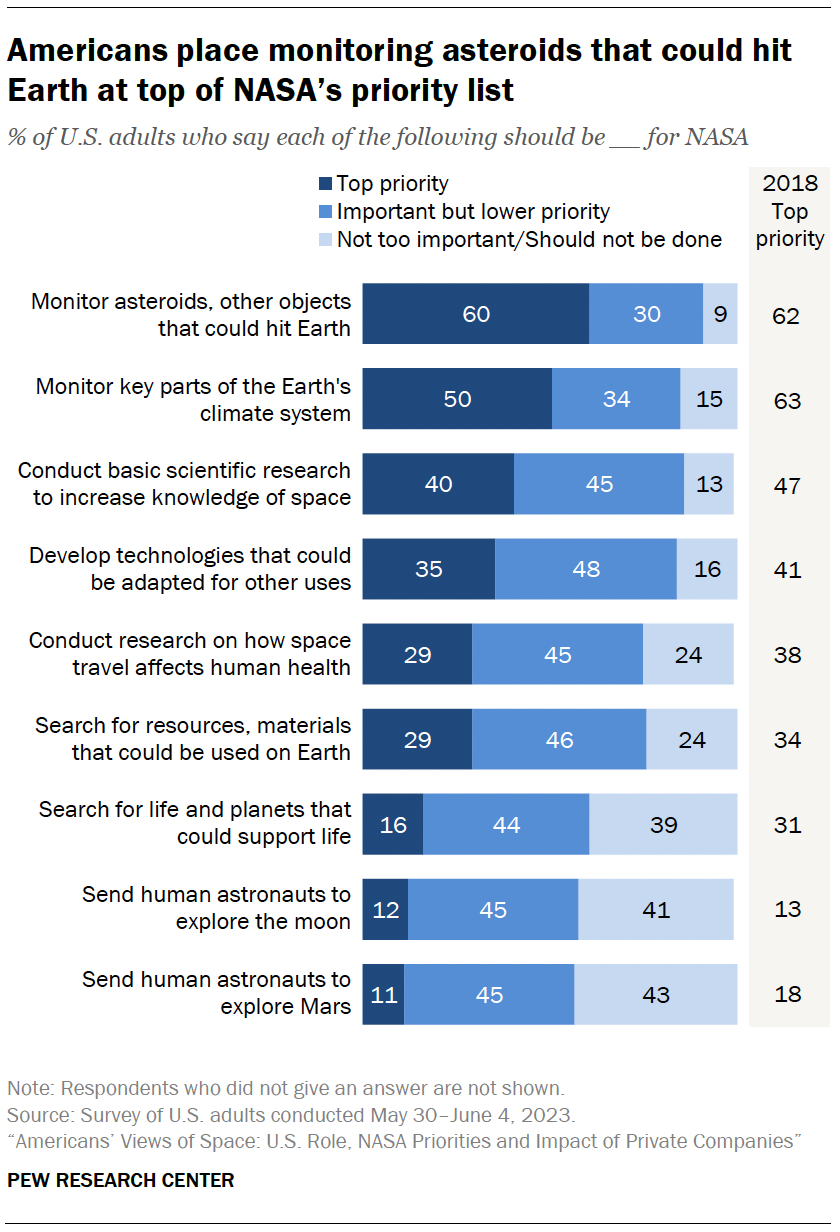 Americans place monitoring asteroids that could hit
Earth at top of NASA's priority list
% of U.S. adults who say each of the following should be __ for NASA
Top priority
Important but lower priority
Not too important/Should not be done
2018
Top
priority
Monitor asteroids, other objects
that could hit Earth
60 30 9 62
Monitor key parts of the Earth's
climate system
50 34 15 63
Conduct basic scientific research
to increase knowledge of space
40 45 13 47
Develop technologies that could
be adapted for other uses
35 48 16 41
Conduct research on how space
travel affects human health
29 45 24 38
Search for resources, materials
that could be used on Earth
29 46 24 34
Search for life and planets that
could support life
16 44 39 31
Send human astronauts to
explore the moon
12 45 41 13
Send human astronauts to
explore Mars
11 45 43 18
Note: Respondents who did not give an answer are not shown.
Source: Survey of U.S. adults conducted May 30–June 4, 2023.
“Americans’ Views of Space: U.S. Role, NASA Priorities and Impact of Private Companies”
PEW RESEARCH CENTER